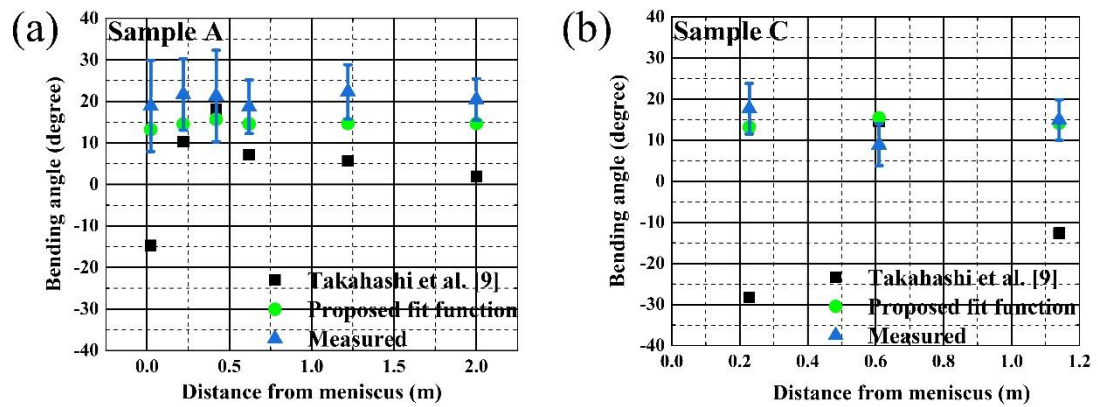 (a)
Sample A
Bending angle (degree)
40
30
20
10
0
-10
-20
-30
-40
Takahashi et al. [9]
Proposed fit function
Measured
0.0 0.5 1.0 1.5 2.0
Distance from meniscus (m)
(b)
Sample C
Bending angle (degree)
40
30
20
10
0
-10
-20
-30
-40
Takahashi et al. [9]
Proposed fit function
Measured
0.0 0.2 0.4 0.6 0.8 1.0 1.2
Distance from meniscus (m)